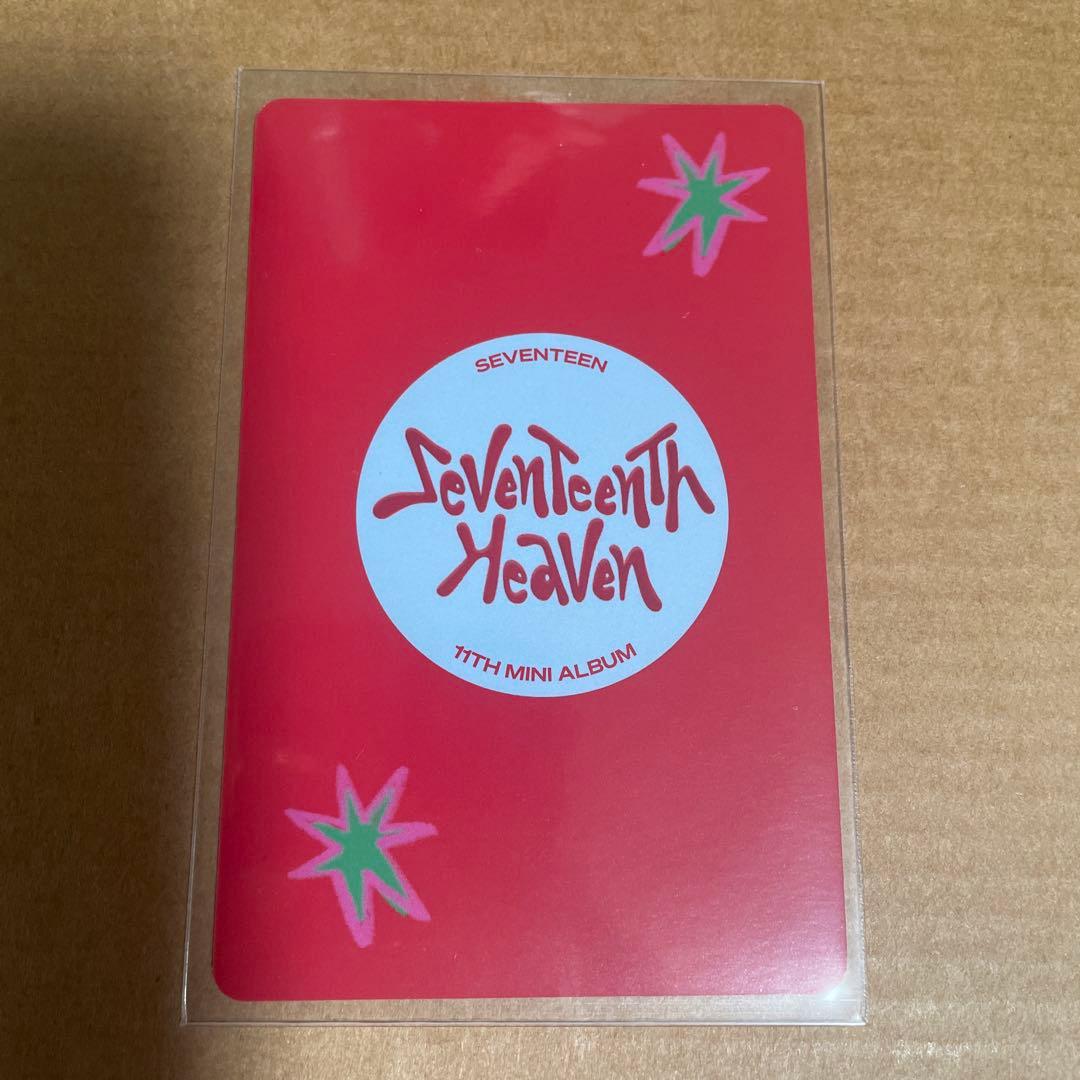 SEVENTEEN
SevenTeenTh
Heaven
11TH MINI ALBUM